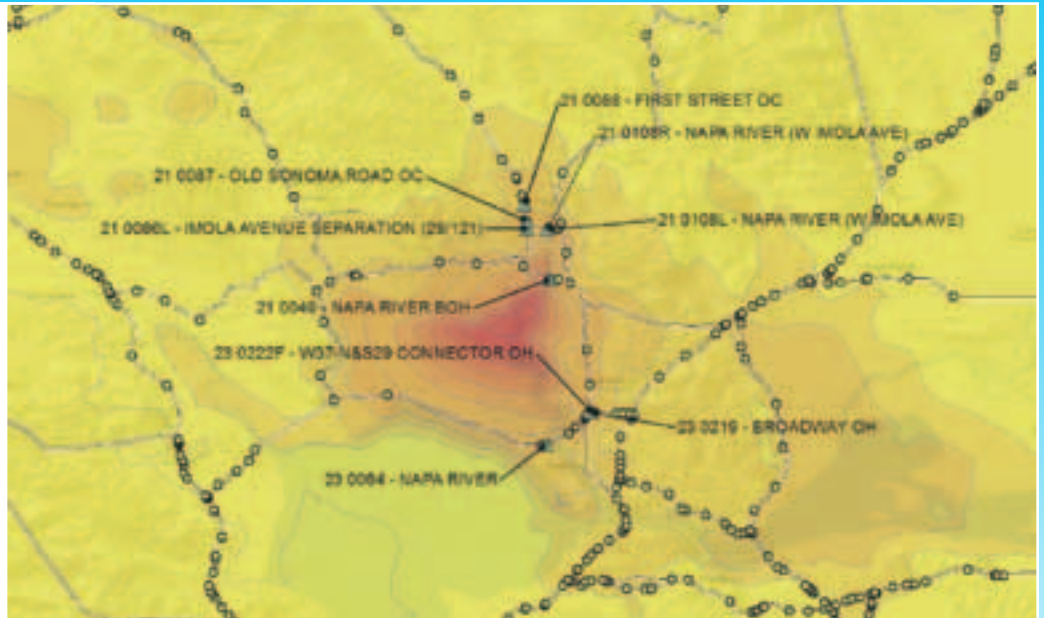 21 0088 - FIRST STREET OC
21 0108R - NAPA RIVER (W IMOLA AVE)
21 0087 - OLD SONOMA ROAD OC
21 0108L - NAPA RIVER (W IMOLA AVE)
21 0086L - IMOLA AVENUE SEPARATION (29/121)
21 0049 - NAPA RIVER BOH
23 0222F - W37-N&S29 CONNECTOR OH
23 0219 - BROADWAY OH
23 0064 - NAPA RIVER